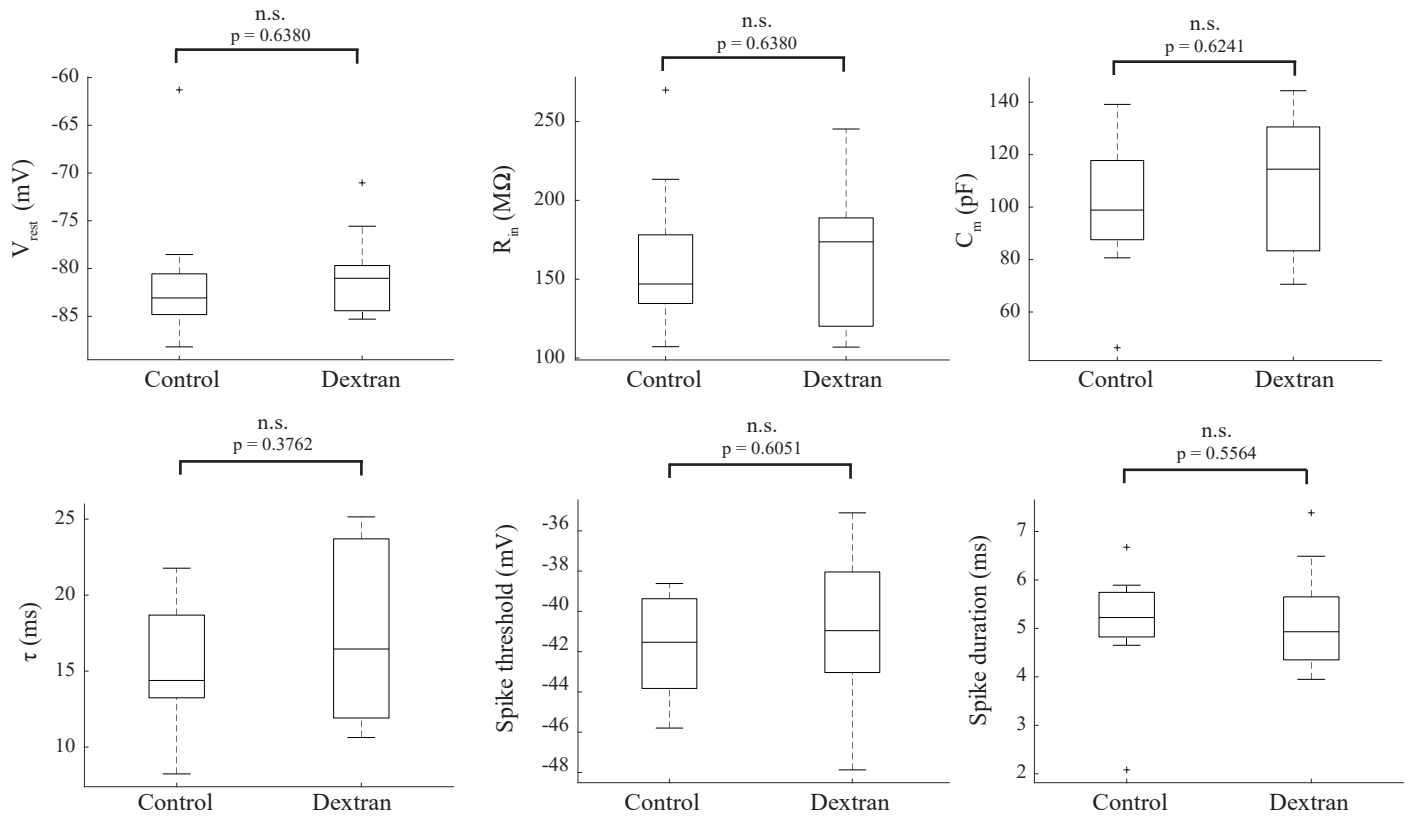 n.s.
p = 0.6380
-60
-65
-70
-75
-80
-85
V_rest (mV)
Control Dextran
n.s.
p = 0.6380
250
200
150
100
R_in (MΩ)
Control Dextran
n.s.
p = 0.6241
140
120
100
80
60
C_m (pF)
Control Dextran
n.s.
p = 0.3762
25
20
15
10
τ (ms)
Control Dextran
n.s.
p = 0.6051
-36
-38
-40
-42
-44
-46
-48
Spike threshold (mV)
Control Dextran
n.s.
p = 0.5564
7
6
5
4
3
2
Spike duration (ms)
Control Dextran